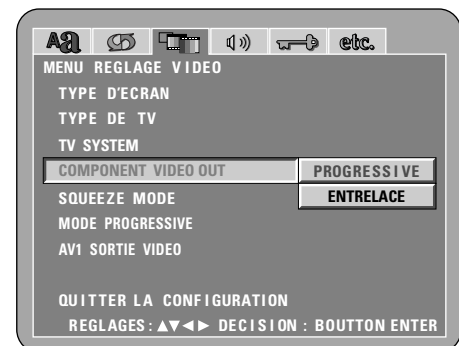 Aa etc.
MENU REGLAGE VIDEO
TYPE D'ECRAN
TYPE DE TV
TV SYSTEM
COMPONENT VIDEO OUT PROGRESSIVE
SQUEEZE MODE ENTRELACE
MODE PROGRESSIVE
AV1 SORTIE VIDEO
QUITTER LA CONFIGURATION
REGLAGES: ▲▼◄► DECISION : BOUTTON ENTER